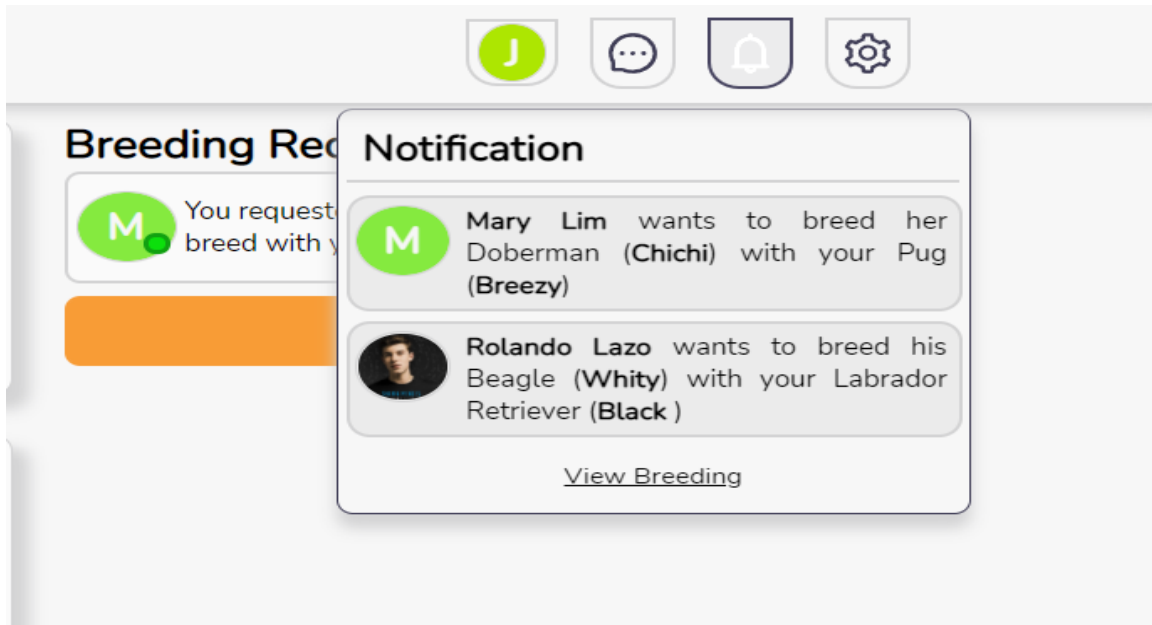 J
Breeding Rec
M
You request
breed with y
Notification
M
Mary Lim wants to breed her
Doberman (Chichi) with your Pug
(Breezy)
Rolando Lazo wants to breed his
Beagle (Whity) with your Labrador
Retriever (Black )
View Breeding